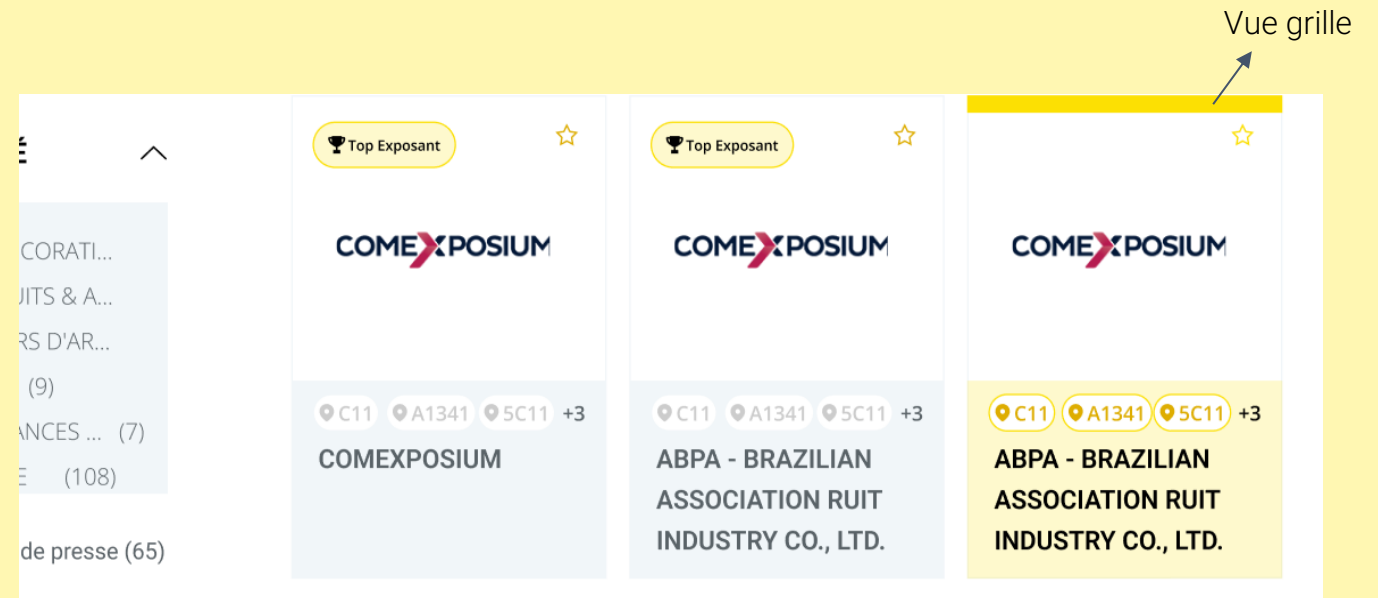 Vue grille
Top Exposant
Top Exposant
COMEXPOSIUM
COMEXPOSIUM
COMEXPOSIUM
CORATI...
UITS & A...
RS D'AR...
(9)
ANCES ... (7)
E (108)
de presse (65)
C11 A1341 5C11 +3
COMEXPOSIUM
C11 A1341 5C11 +3
ABPA - BRAZILIAN
ASSOCIATION RUIT
INDUSTRY CO., LTD.
C11 A1341 5C11 +3
ABPA - BRAZILIAN
ASSOCIATION RUIT
INDUSTRY CO., LTD.